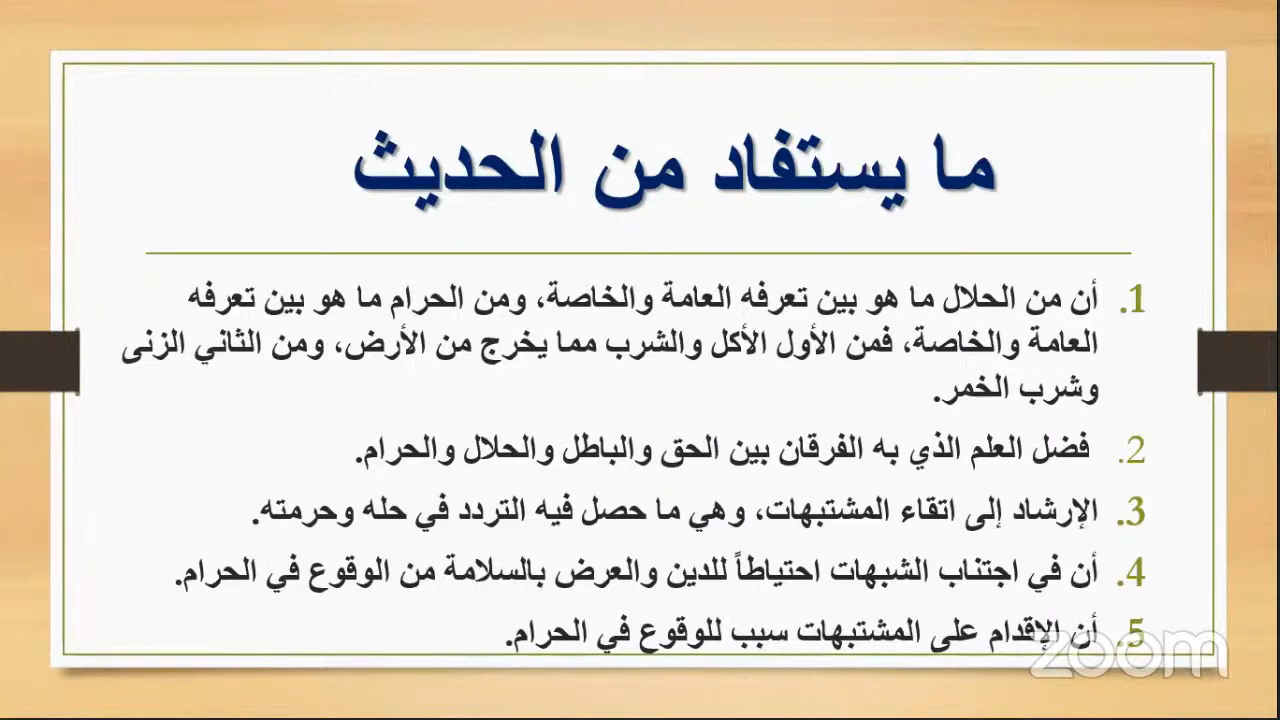 ما يستفاد من الحديث
1. أن من الحلال ما هو بين تعرفه العامة والخاصة، ومن الحرام ما هو بين تعرفه
العامة والخاصة، فمن الأول الأكل والشرب مما يخرج من الأرض، ومن الثاني الزنى
وشرب الخمر.
2. فضل العلم الذي به الفرقان بين الحق والباطل والحلال والحرام.
3. الإرشاد إلى اتقاء المشتبهات، وهي ما حصل فيه التردد في حله وحرمته.
4. أن في اجتناب الشبهات احتياطاً للدين والعرض بالسلامة من الوقوع في الحرام.
5. أن الإقدام على المشتبهات سبب للوقوع في الحرام.
zoom